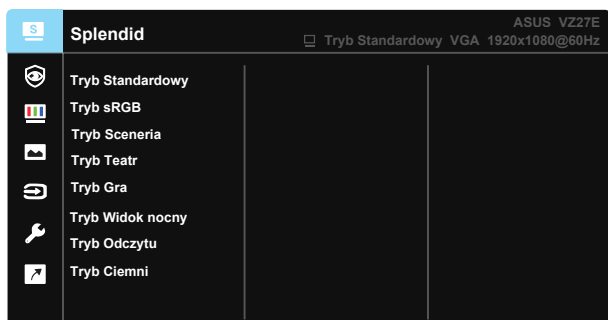 S
Splendid
ASUS VZ27E
Tryb Standardowy VGA 1920x1080@60Hz
Tryb Standardowy
Tryb sRGB
Tryb Sceneria
Tryb Teatr
Tryb Gra
Tryb Widok nocny
Tryb Odczytu
Tryb Ciemni